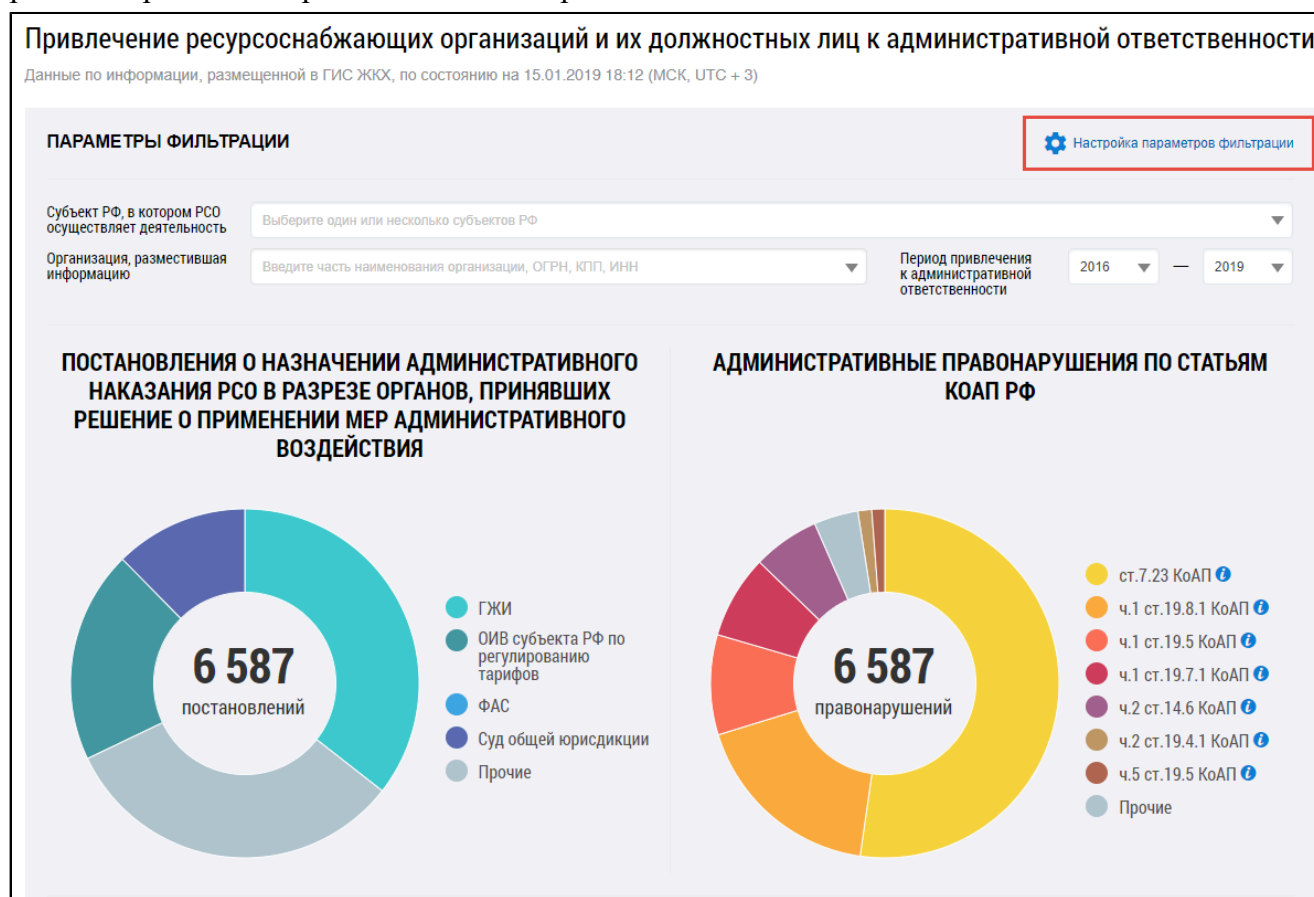 Привлечение ресурсоснабжающих организаций и их должностных лиц к административной ответственности
Данные по информации, размещенной в ГИС ЖКХ, по состоянию на 15.01.2019 18:12 (МСК, UTC + 3)
ПАРАМЕТРЫ ФИЛЬТРАЦИИ
Настройка параметров фильтрации
Субъект РФ, в котором РСО
осуществляет деятельность
Выберите один или несколько субъектов РФ
Организация, разместившая
информацию
Введите часть наименования организации, ОГРН, КПП, ИНН
Период привлечения
к административной
ответственности
2016 — 2019
ПОСТАНОВЛЕНИЯ О НАЗНАЧЕНИИ АДМИНИСТРАТИВНОГО
НАКАЗАНИЯ РСО В РАЗРЕЗЕ ОРГАНОВ, ПРИНЯВШИХ
РЕШЕНИЕ О ПРИМЕНЕНИИ МЕР АДМИНИСТРАТИВНОГО
ВОЗДЕЙСТВИЯ
6 587
постановлений
ГЖИ
ОИВ субъекта РФ по
регулированию
тарифов
ФАС
Суд общей юрисдикции
Прочие
АДМИНИСТРАТИВНЫЕ ПРАВОНАРУШЕНИЯ ПО СТАТЬЯМ
КОАП РФ
6 587
правонарушений
ст.7.23 КоАП
ч.1 ст.19.8.1 КоАП
ч.1 ст.19.5 КоАП
ч.1 ст.19.7.1 КоАП
ч.2 ст.14.6 КоАП
ч.2 ст.19.4.1 КоАП
ч.5 ст.19.5 КоАП
Прочие